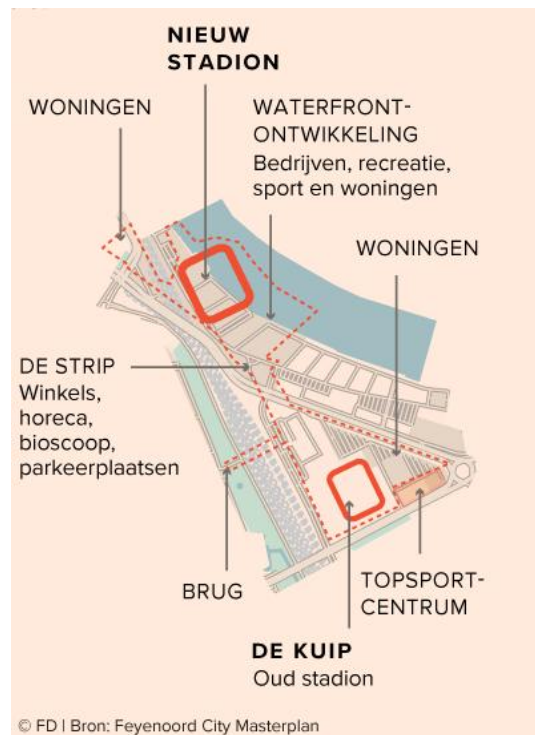 NIEUW
STADION
WONINGEN
WATERFRONT-
ONTWIKKELING
Bedrijven, recreatie,
sport en woningen
WONINGEN
DE STRIP
Winkels,
horeca,
bioscoop,
parkeerplaatsen
BRUG
TOPSPORT-
CENTRUM
DE KUIP
Oud stadion
© FD | Bron: Feyenoord City Masterplan